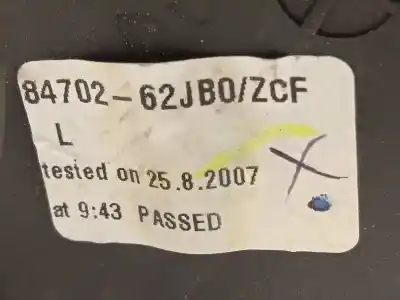 84702-62JB0/ZCF
L
tested on 25.8.2007
at 9:43 PASSED